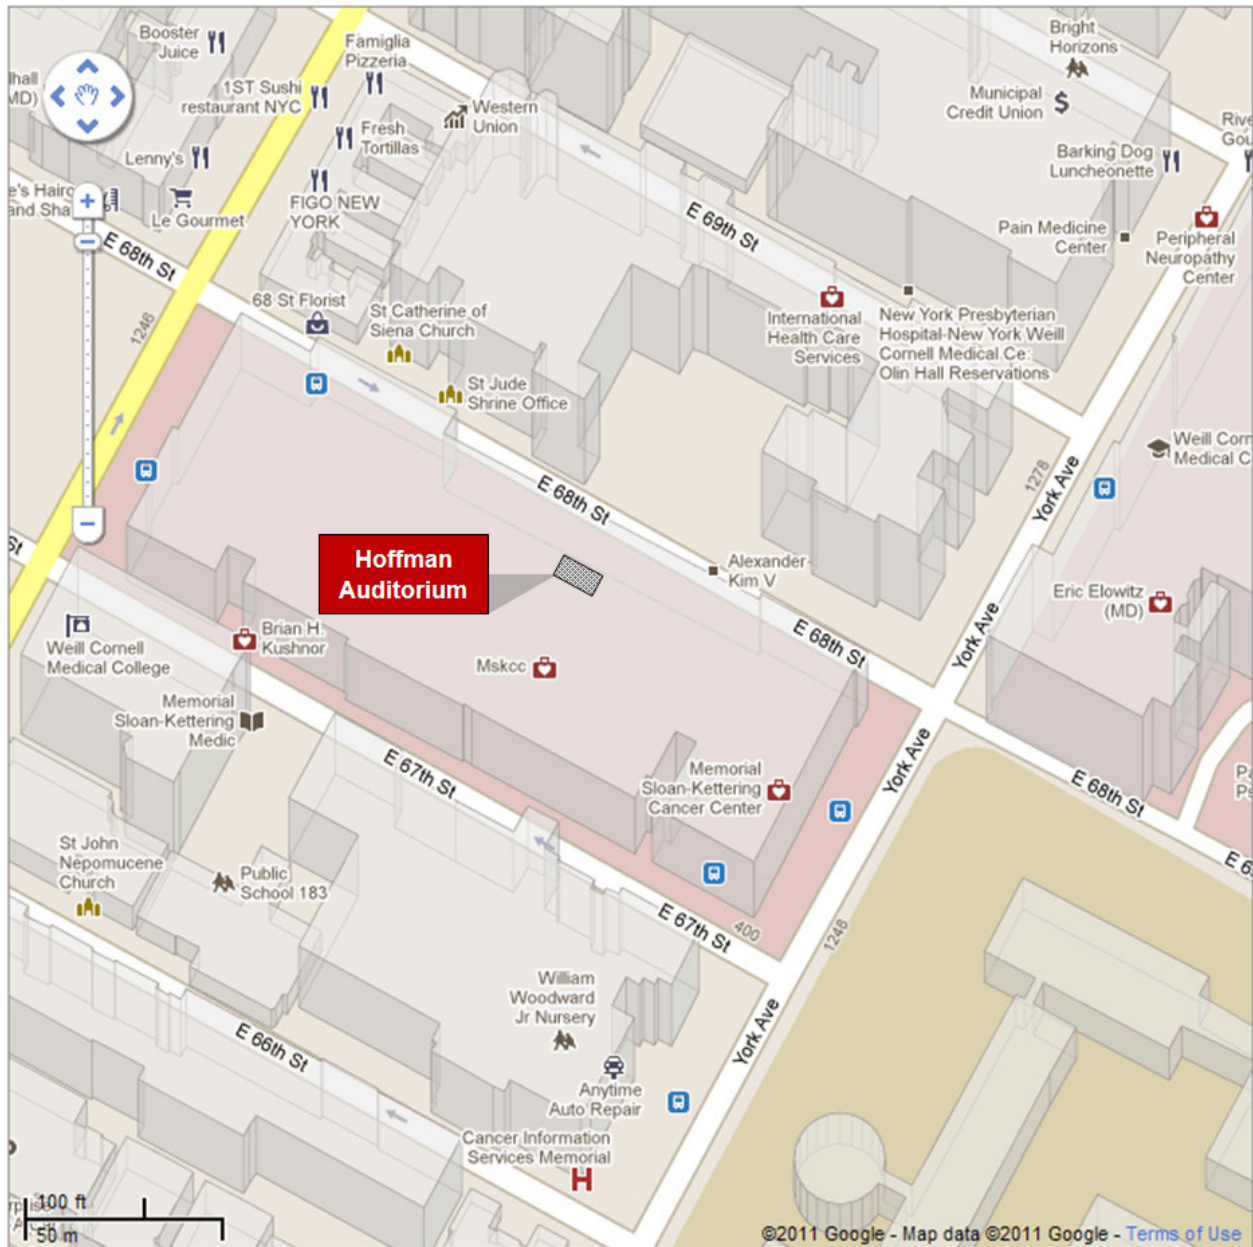 Booster
Juice
Famiglia
Pizzeria
Bright
Horizons
1ST Sushi
restaurant NYC
Western
Union
Municipal
Credit Union
Fresh
Tortillas
Lenny's
Barking Dog
Luncheonette
FIGO NEW
YORK
Le Gourmet
E 68th St
E 69th St
Pain Medicine
Center
Peripheral
Neuropathy
Center
68 St Florist
St Catherine of
Siena Church
International
Health Care
Services
New York Presbyterian
Hospital-New York Weill
Cornell Medical Ce:
Olin Hall Reservations
1246
St Jude
Shrine Office
Weill Corn
Medical C
1278
York Ave
E 68th St
Hoffman
Auditorium
Alexander
Kim V
Eric Elowitz
(MD)
Brian H.
Kushnor
Weill Cornell
Medical College
E 68th St
York Ave
Mskcc
Memorial
Sloan-Kettering
Medic
E 67th St
Memorial
Sloan-Kettering
Cancer Center
York Ave
E 68th St
St John
Nepomucene
Church
Public
School 183
E 67th St
400
1248
William
Woodward
Jr Nursery
York Ave
E 66th St
Anytime
Auto Repair
Cancer Information
Services Memorial
100 ft
50 m
©2011 Google - Map data ©2011 Google - Terms of Use